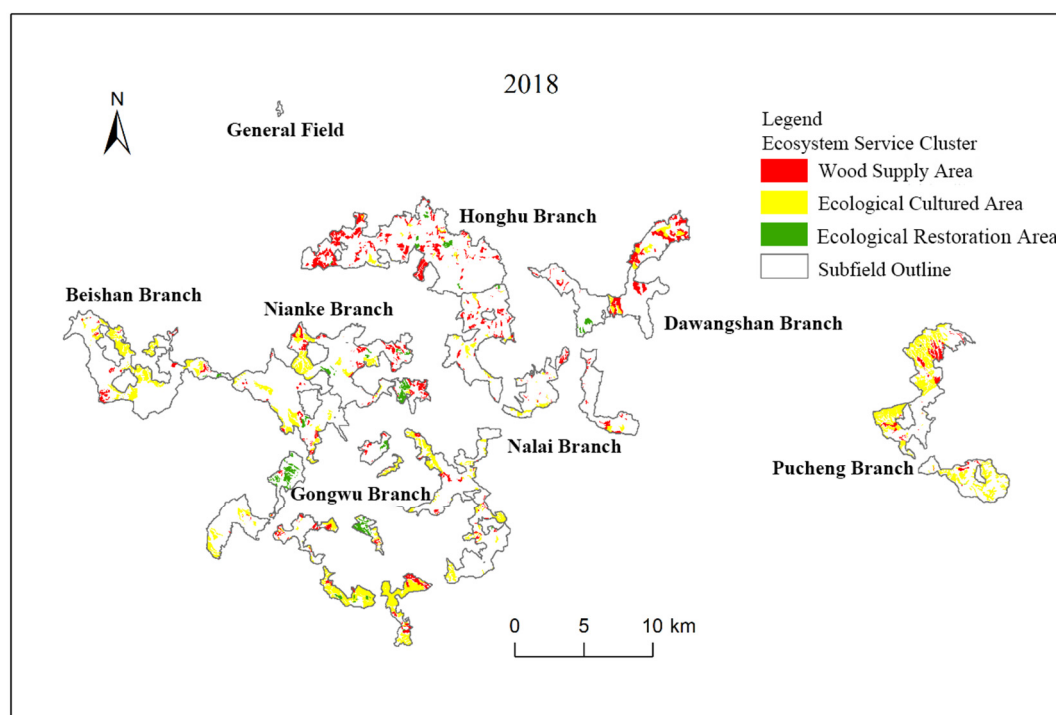 2018
N
General Field
Legend
Ecosystem Service Cluster
Wood Supply Area
Ecological Cultured Area
Ecological Restoration Area
Subfield Outline
Honghu Branch
Beishan Branch
Nianke Branch
Dawangshan Branch
Nalai Branch
Pucheng Branch
Gongwu Branch
0 5 10 km